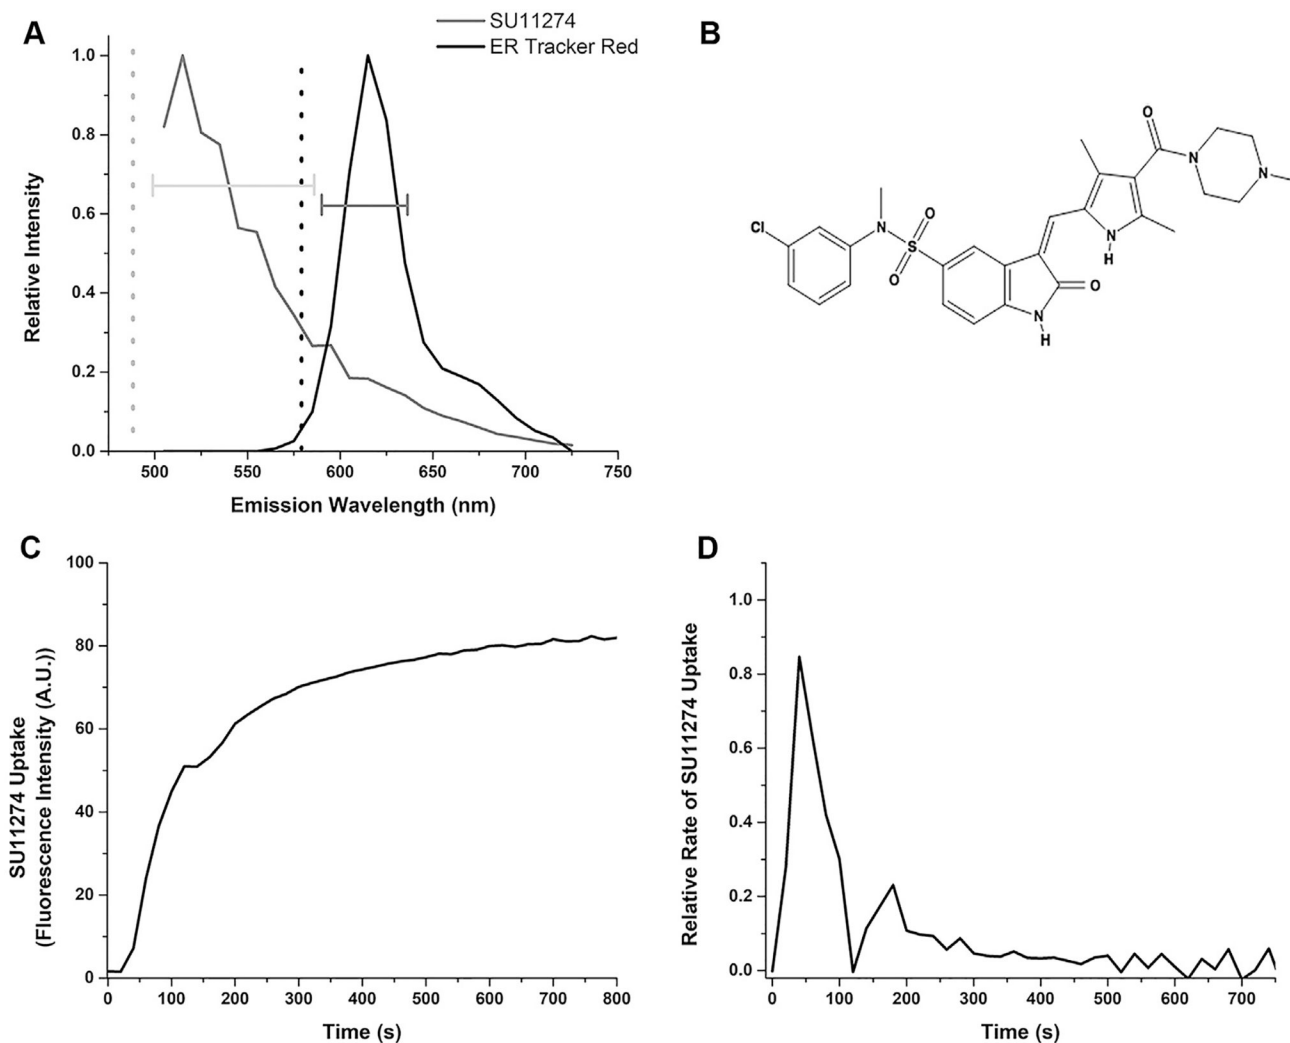 A
SU11274
ER Tracker Red
1.0
0.8
0.6
0.4
0.2
0.0
Relative Intensity
500
550
600
650
700
750
Emission Wavelength (nm)
B
O
N
N
N
H
Cl
N
O
S
O
O
N
H
C
100
80
60
40
20
0
SU11274 Uptake
(Fluorescence Intensity (A.U.))
0
100
200
300
400
500
600
700
800
Time (s)
D
1.0
0.8
0.6
0.4
0.2
0.0
Relative Rate of SU11274 Uptake
0
100
200
300
400
500
600
700
Time (s)